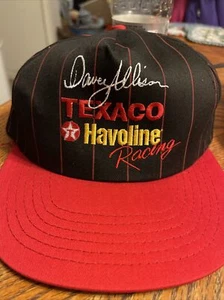 Davey Allison
TEXACO
T Havoline
Racing